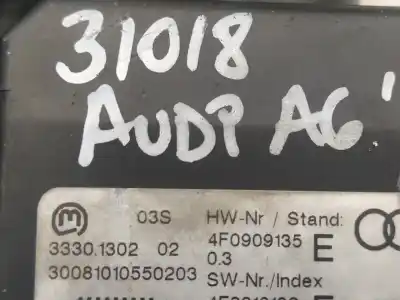 31018
AUDI A6'
03S HW-Nr / Stand:
3330.1302 02 4F0909135 E
30081010550203 0.3
SW-Nr./Index